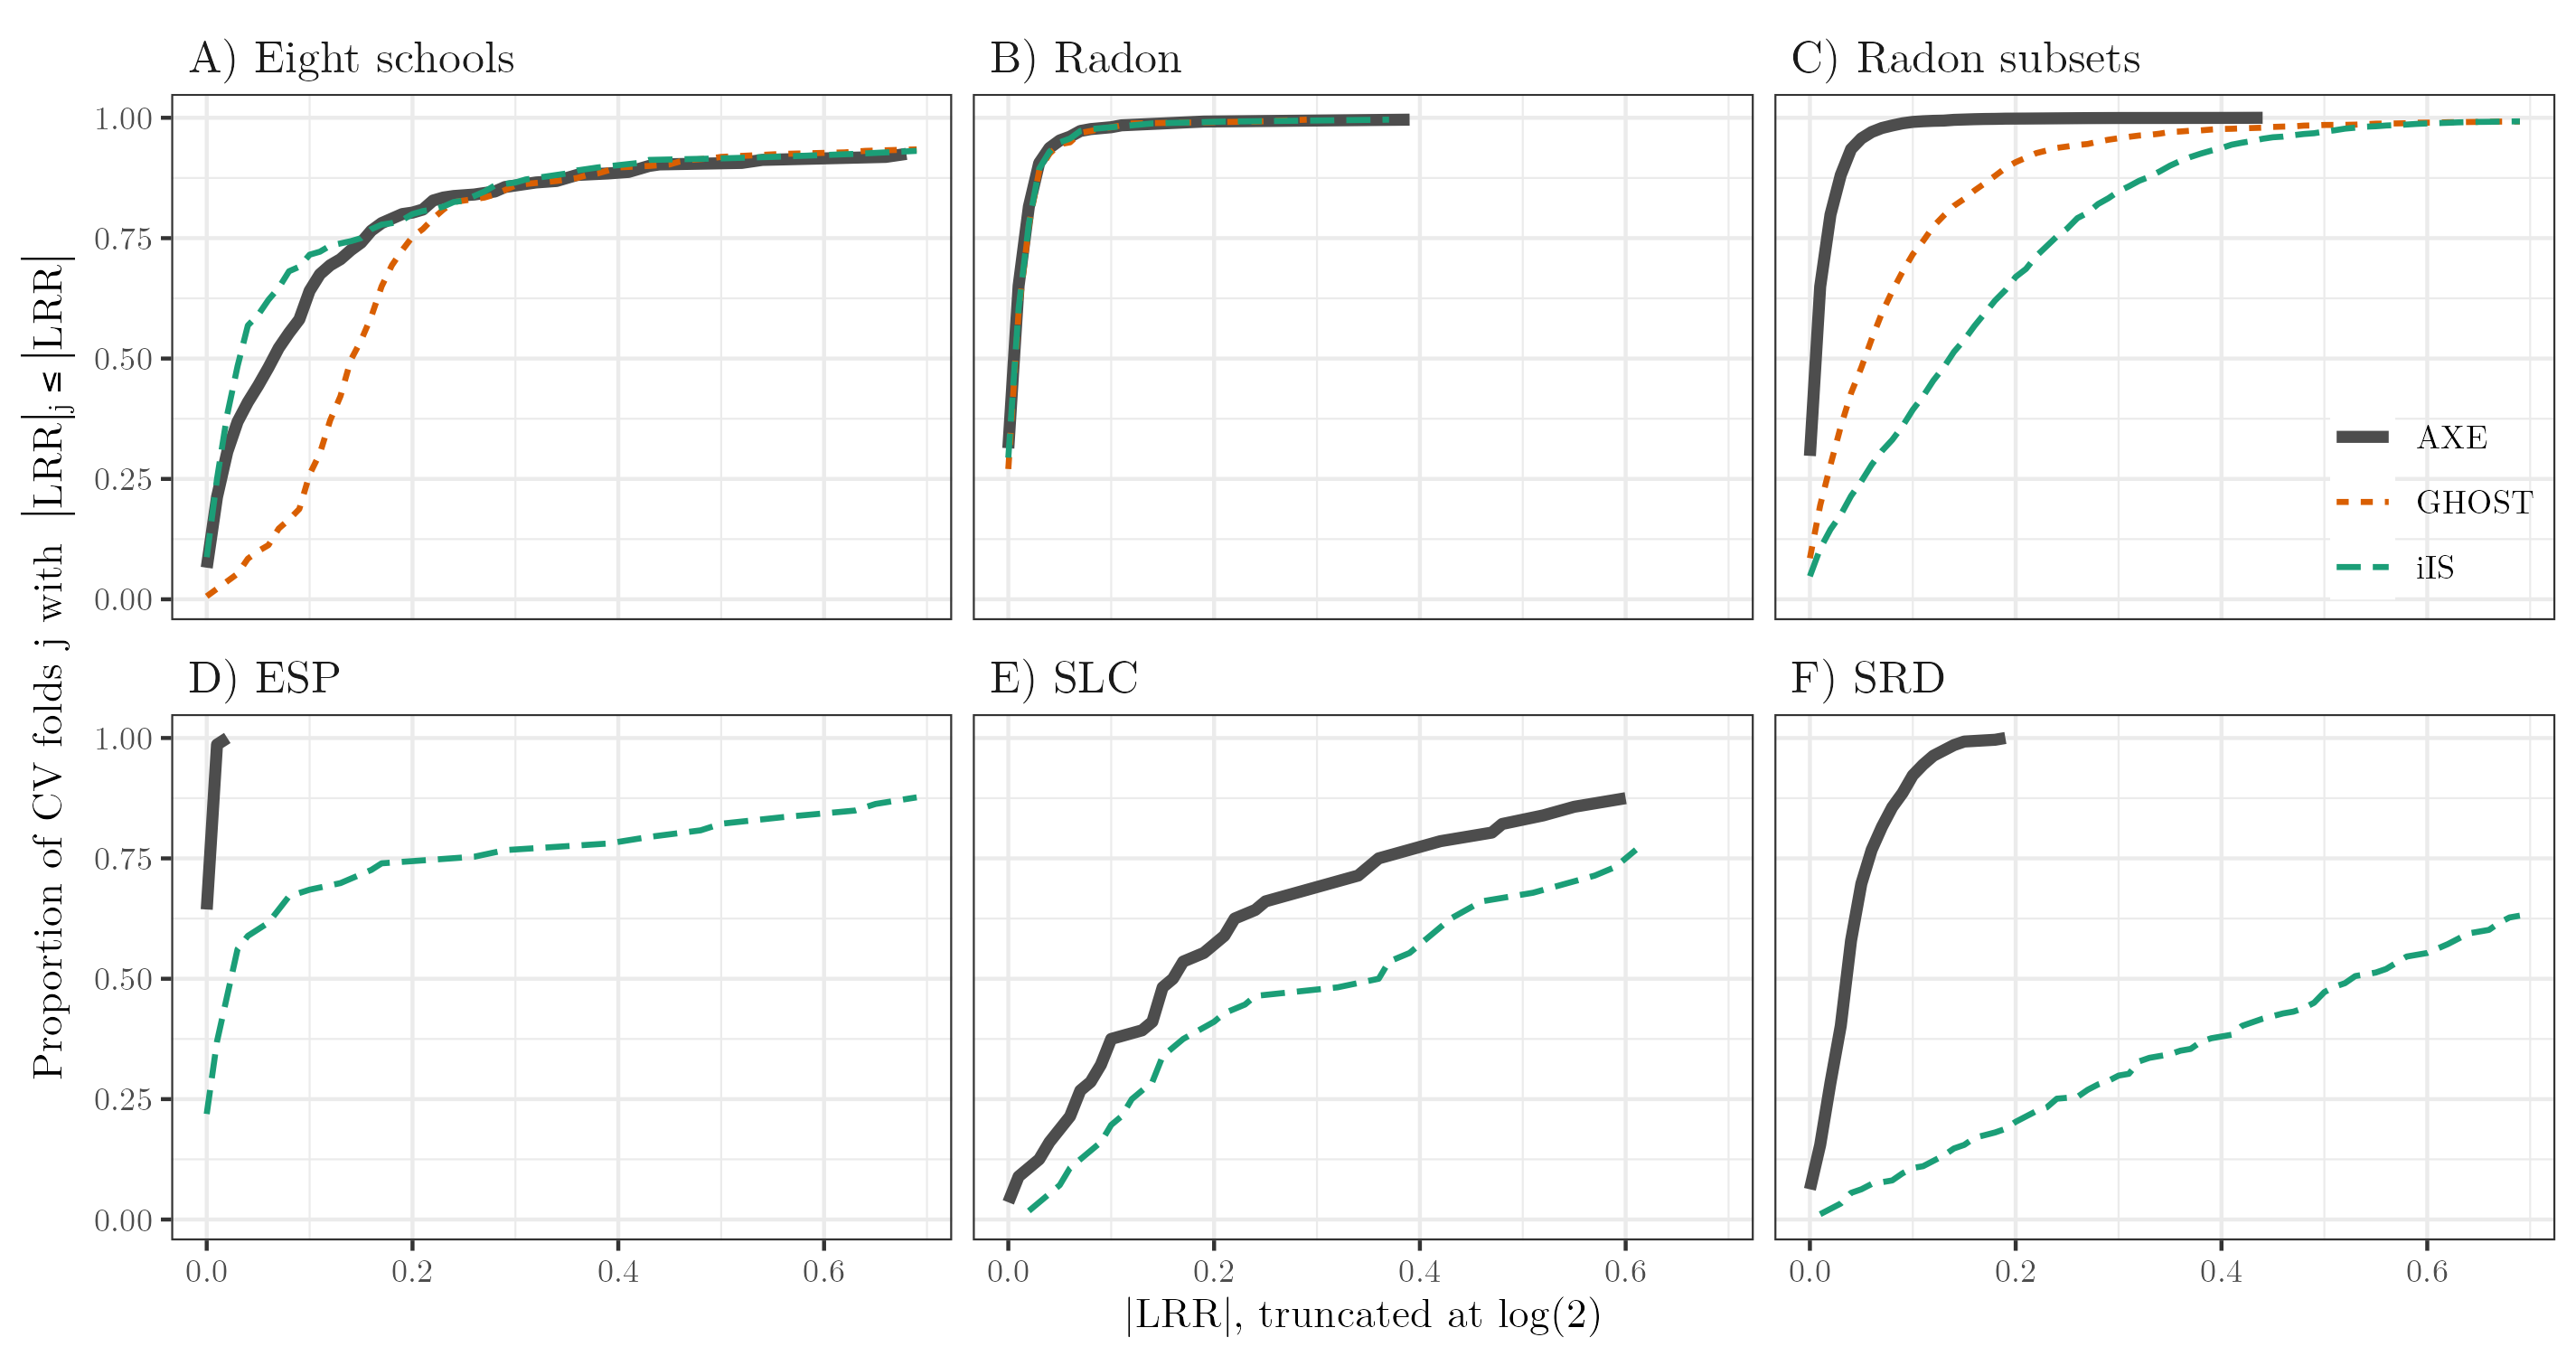 A) Eight schools
B) Radon
C) Radon subsets
1.00
0.75
0.50
0.25
0.00
AXE
GHOST
iIS
Proportion of CV folds j with |LRR|j ≤ |LRR|
D) ESP
E) SLC
F) SRD
1.00
0.75
0.50
0.25
0.00
0.0 0.2 0.4 0.6
0.0 0.2 0.4 0.6
0.0 0.2 0.4 0.6
|LRR|, truncated at log(2)